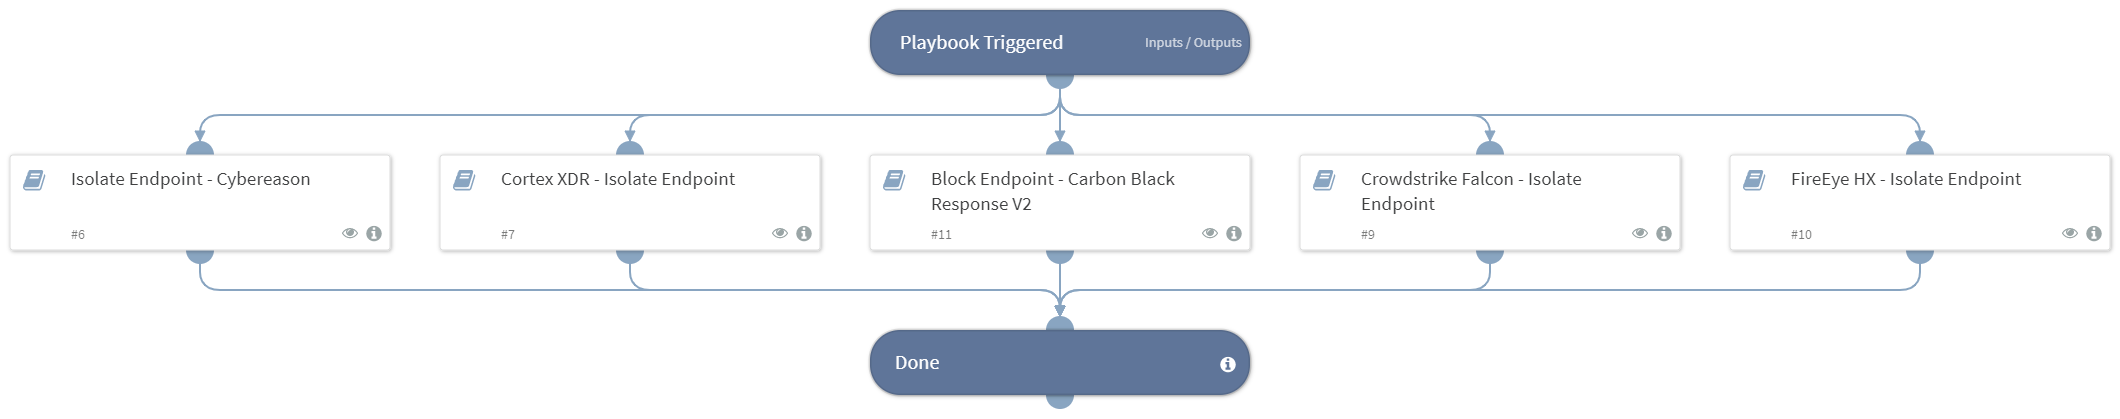 Playbook Triggered
Inputs / Outputs
Isolate Endpoint - Cybereason
#6
Cortex XDR - Isolate Endpoint
#7
Block Endpoint - Carbon Black
Response V2
#11
Crowdstrike Falcon - Isolate
Endpoint
#9
FireEye HX - Isolate Endpoint
#10
Done